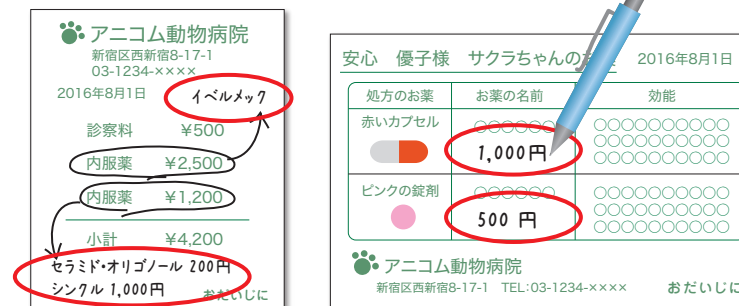 アニコム動物病院
新宿区西新宿8-17-1
03-1234-××××
2016年8月1日
イベルメック
診察料 ¥500
内服薬 ¥2,500
内服薬 ¥1,200
小計 ¥4,200
セラミド・オリゴノール 200円
シンクル 1,000円
おだいじに
安心 優子様 サクラちゃんの
2016年8月1日
処方のお薬 お薬の名前 効能
赤いカプセル ○○○○○○ ○○○○○○○○○○
○○○○○○○○○○
1,000円 ○○○○○○○○○○
ピンクの錠剤 ○○○○○○ ○○○○○○○○○○
○○○○○○○○○○
500 円 ○○○○○○○○○○
アニコム動物病院
新宿区西新宿8-17-1 TEL:03-1234-×××× おだいじに